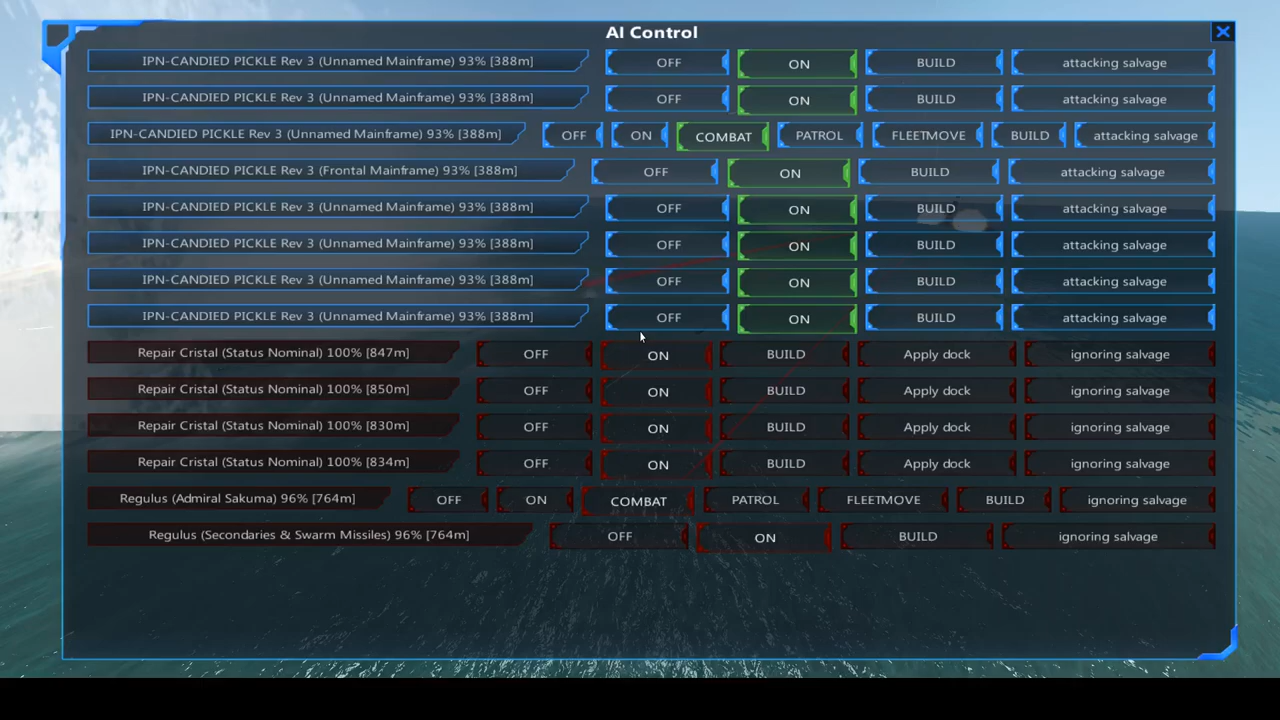 AI Control
IPN-CANDIED PICKLE Rev 3 (Unnamed Mainframe) 93% [388m] OFF ON BUILD attacking salvage
IPN-CANDIED PICKLE Rev 3 (Unnamed Mainframe) 93% [388m] OFF ON BUILD attacking salvage
IPN-CANDIED PICKLE Rev 3 (Unnamed Mainframe) 93% [388m] OFF ON COMBAT PATROL FLEETMOVE BUILD attacking salvage
IPN-CANDIED PICKLE Rev 3 (Frontal Mainframe) 93% [388m] OFF ON BUILD attacking salvage
IPN-CANDIED PICKLE Rev 3 (Unnamed Mainframe) 93% [388m] OFF ON BUILD attacking salvage
IPN-CANDIED PICKLE Rev 3 (Unnamed Mainframe) 93% [388m] OFF ON BUILD attacking salvage
IPN-CANDIED PICKLE Rev 3 (Unnamed Mainframe) 93% [388m] OFF ON BUILD attacking salvage
IPN-CANDIED PICKLE Rev 3 (Unnamed Mainframe) 93% [388m] OFF ON BUILD attacking salvage
Repair Cristal (Status Nominal) 100% [847m] OFF ON BUILD Apply dock ignoring salvage
Repair Cristal (Status Nominal) 100% [850m] OFF ON BUILD Apply dock ignoring salvage
Repair Cristal (Status Nominal) 100% [830m] OFF ON BUILD Apply dock ignoring salvage
Repair Cristal (Status Nominal) 100% [834m] OFF ON BUILD Apply dock ignoring salvage
Regulus (Admiral Sakuma) 96% [764m] OFF ON COMBAT PATROL FLEETMOVE BUILD ignoring salvage
Regulus (Secondaries & Swarm Missiles) 96% [764m] OFF ON BUILD ignoring salvage